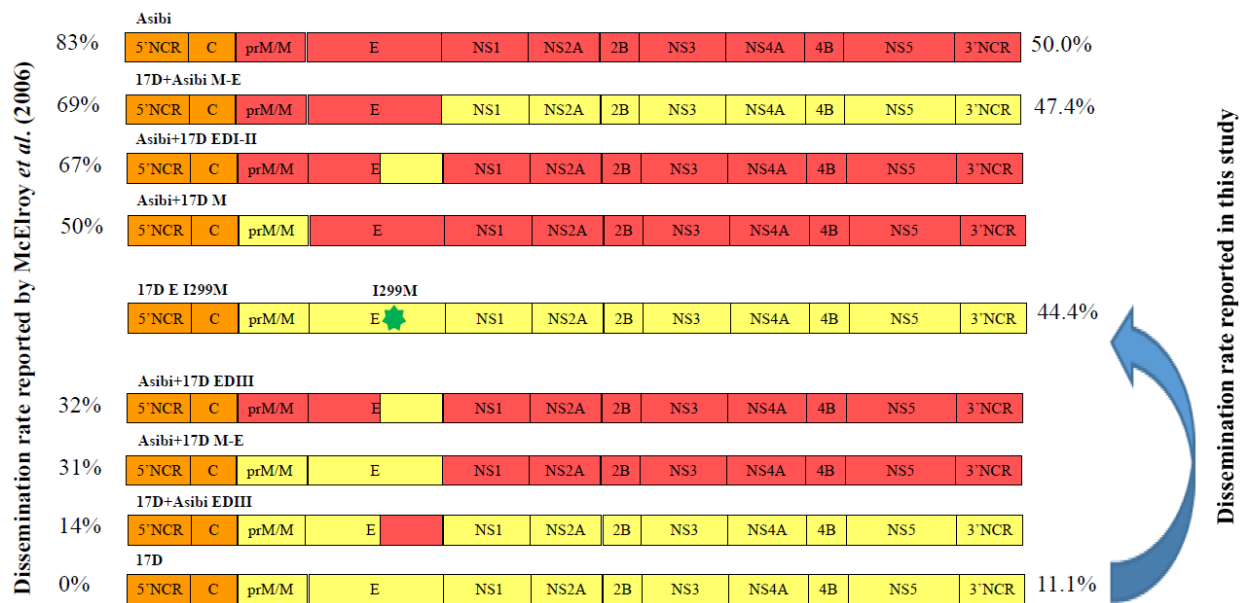 Dissemination rate reported by McElroy et al. (2006)
Asibi
83% 5'NCR C prM/M E NS1 NS2A 2B NS3 NS4A 4B NS5 3'NCR 50.0%
17D+Asibi M-E
69% 5'NCR C prM/M E NS1 NS2A 2B NS3 NS4A 4B NS5 3'NCR 47.4%
Asibi+17D EDI-II
67% 5'NCR C prM/M E NS1 NS2A 2B NS3 NS4A 4B NS5 3'NCR
Asibi+17D M
50% 5'NCR C prM/M E NS1 NS2A 2B NS3 NS4A 4B NS5 3'NCR
17D E I299M I299M
5'NCR C prM/M E NS1 NS2A 2B NS3 NS4A 4B NS5 3'NCR 44.4%
Asibi+17D EDIII
32% 5'NCR C prM/M E NS1 NS2A 2B NS3 NS4A 4B NS5 3'NCR
Asibi+17D M-E
31% 5'NCR C prM/M E NS1 NS2A 2B NS3 NS4A 4B NS5 3'NCR
17D+Asibi EDIII
14% 5'NCR C prM/M E NS1 NS2A 2B NS3 NS4A 4B NS5 3'NCR
17D
0% 5'NCR C prM/M E NS1 NS2A 2B NS3 NS4A 4B NS5 3'NCR 11.1%
Dissemination rate reported in this study